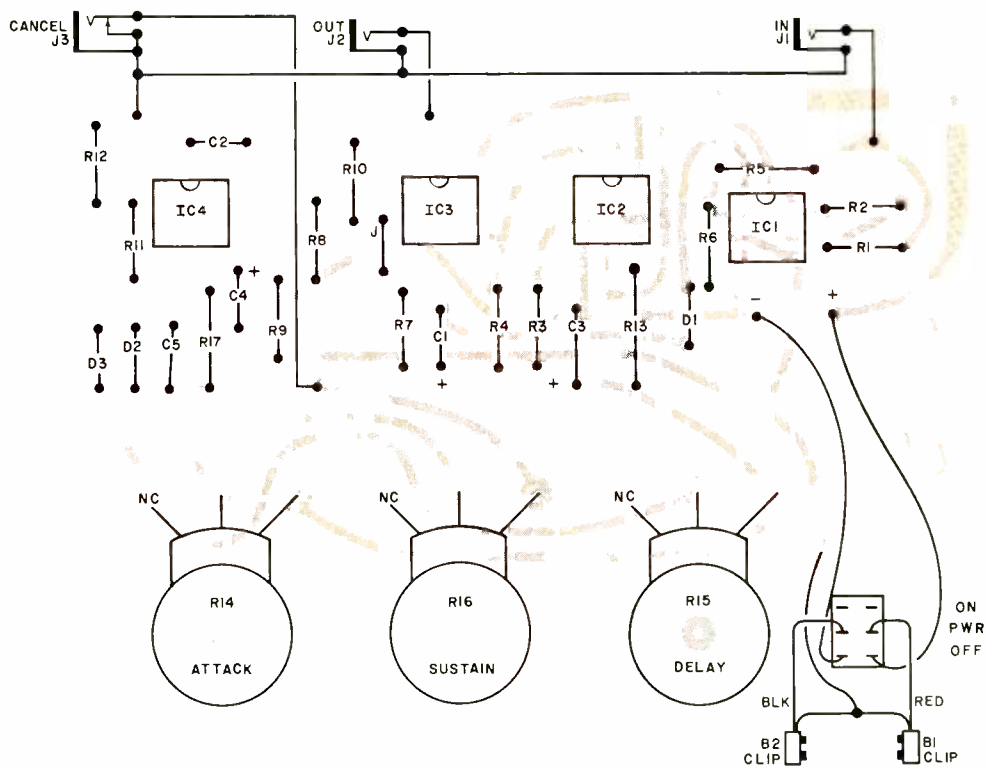 CANCEL
J3
OUT
J2
IN
J1
R12
C2
R10
R5
IC4
IC3
IC2
IC1
R2
R11
R8
J
R6
R1
C4
+
R9
R17
D3
D2
C5
R7
C1
+
R4
R3
C3
+
R13
D1
-
+
NC
NC
NC
R14
ATTACK
R16
SUSTAIN
R15
DELAY
ON
PWR
OFF
BLK
RED
B2
CLIP
B1
CLIP